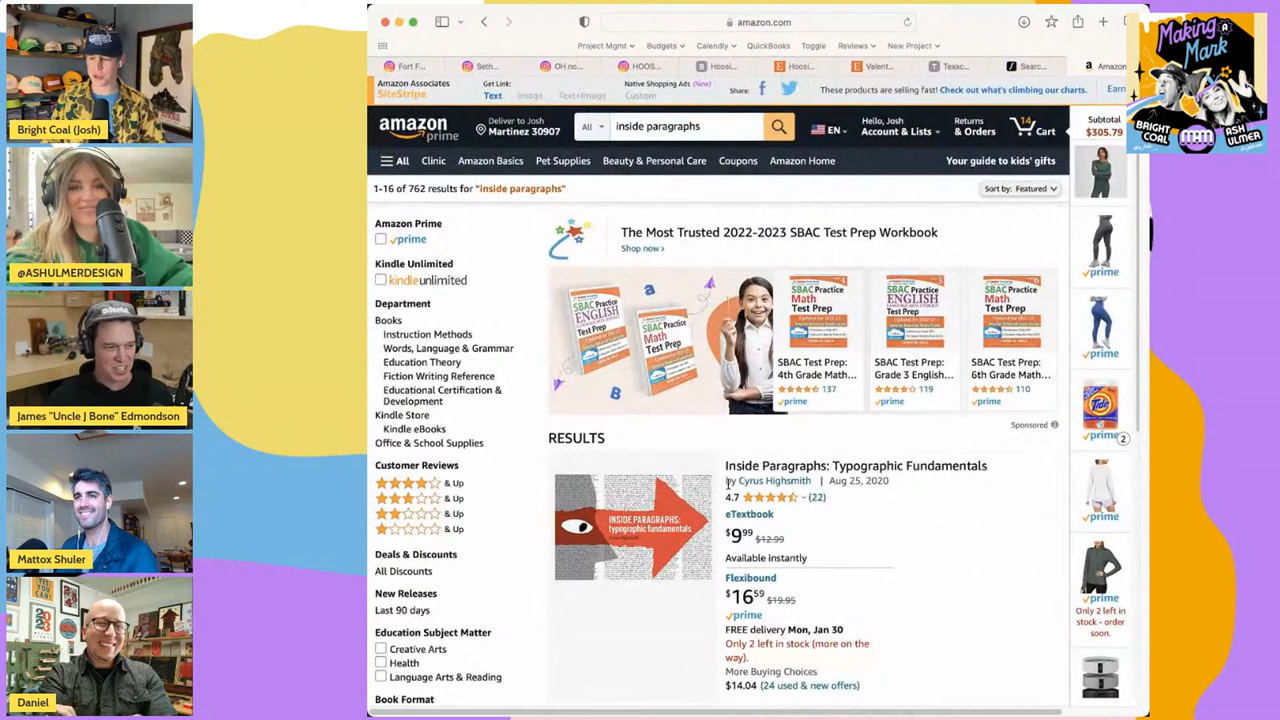 Bright Coal (Josh)
@ASHULMERDESIGN
James "Uncle J Bone" Edmondson
Mattox Shuler
Daniel
Making A
Mark
BRIGHT
COAL
MAM
ASH
ULMER
amazon.com
Project Mgmt
Budgets
Calendly
QuickBooks
Toggle
Reviews
New Project
Fort F...
Seth...
OH no...
HOOS...
Hoosi...
Hoosi...
Valent...
Texac...
Searc...
Amazon
Amazon Associates
SiteStripe
Get Link:
Text
Image
Text+Image
Native Shopping Ads (New)
Custom
Share:
These products are selling fast! Check out what's climbing our charts.
Earn
amazon
prime
Deliver to Josh
Martinez 30907
All
inside paragraphs
EN
Hello, Josh
Account & Lists
Returns
& Orders
14
Cart
Subtotal
$305.79
All
Clinic
Amazon Basics
Pet Supplies
Beauty & Personal Care
Coupons
Amazon Home
Your guide to kids' gifts
1-16 of 762 results for "inside paragraphs"
Sort by: Featured
Amazon Prime
prime
Kindle Unlimited
kindleunlimited
Department
Books
Instruction Methods
Words, Language & Grammar
Education Theory
Fiction Writing Reference
Educational Certification &
Development
Kindle Store
Kindle eBooks
Office & School Supplies
Customer Reviews
& Up
& Up
& Up
& Up
Deals & Discounts
All Discounts
New Releases
Last 90 days
Education Subject Matter
Creative Arts
Health
Language Arts & Reading
Book Format
The Most Trusted 2022-2023 SBAC Test Prep Workbook
Shop now ›
SBAC
Practice
ENGLISH
SBAC
Practice
Math
Test Prep
a
B
SBAC
Practice
Math
Test Prep
SBAC
Practice
ENGLISH
Test Prep
SBAC
Practice
Math
Test Prep
SBAC Test Prep:
4th Grade Math...
137
prime
SBAC Test Prep:
Grade 3 English...
119
prime
SBAC Test Prep:
6th Grade Math...
110
prime
Sponsored
RESULTS
INSIDE PARAGRAPHS:
typographic fundamentals
Inside Paragraphs: Typographic Fundamentals
by Cyrus Highsmith | Aug 25, 2020
4.7
(22)
eTextbook
$9.99 $12.99
Available instantly
Flexibound
$16.59 $19.95
prime
FREE delivery Mon, Jan 30
Only 2 left in stock (more on the
way).
More Buying Choices
$14.04 (24 used & new offers)
prime
prime
Tide
prime
2
prime
prime
Only 2 left in
stock - order
soon.